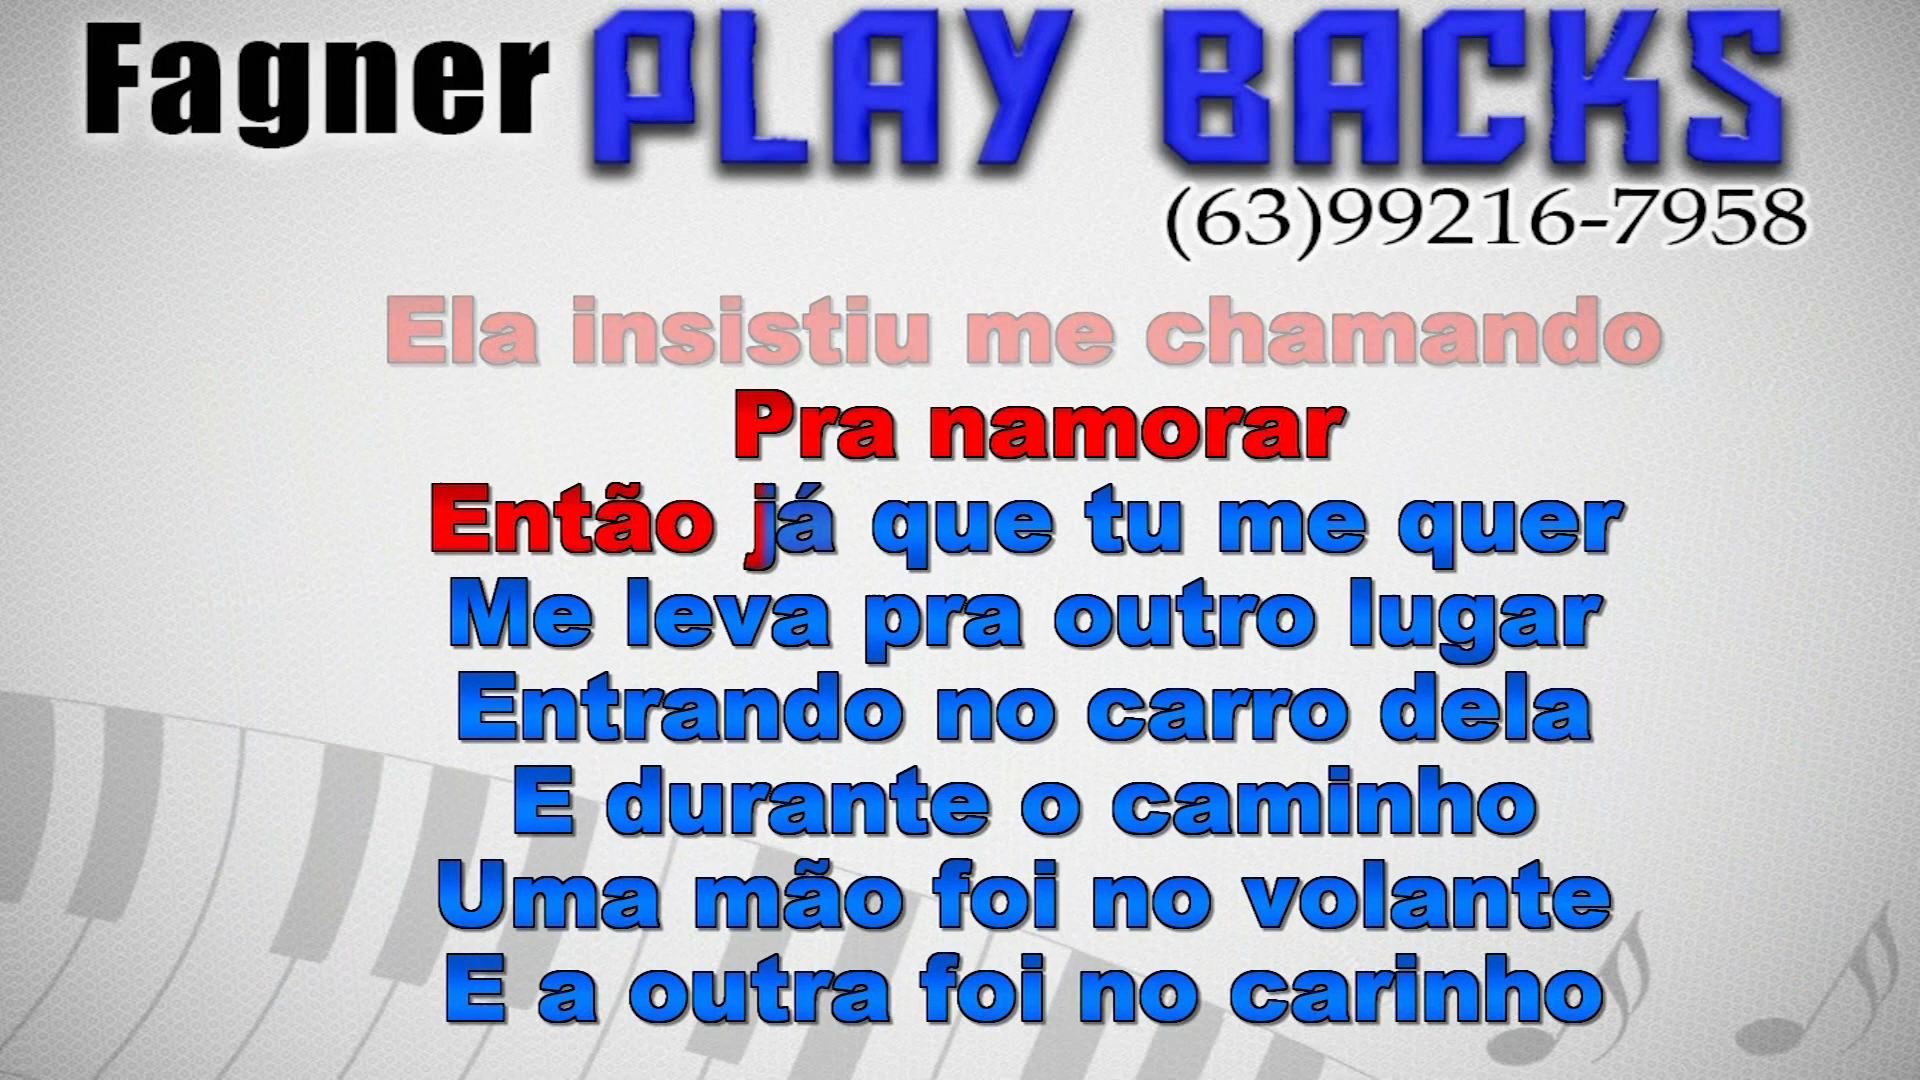 Fagner PLAY BACKS
(63)99216-7958
Ela insistiu me chamando
Pra namorar
Então já que tu me quer
Me leva pra outro lugar
Entrando no carro dela
E durante o caminho
Uma mão foi no volante
E a outra foi no carinho